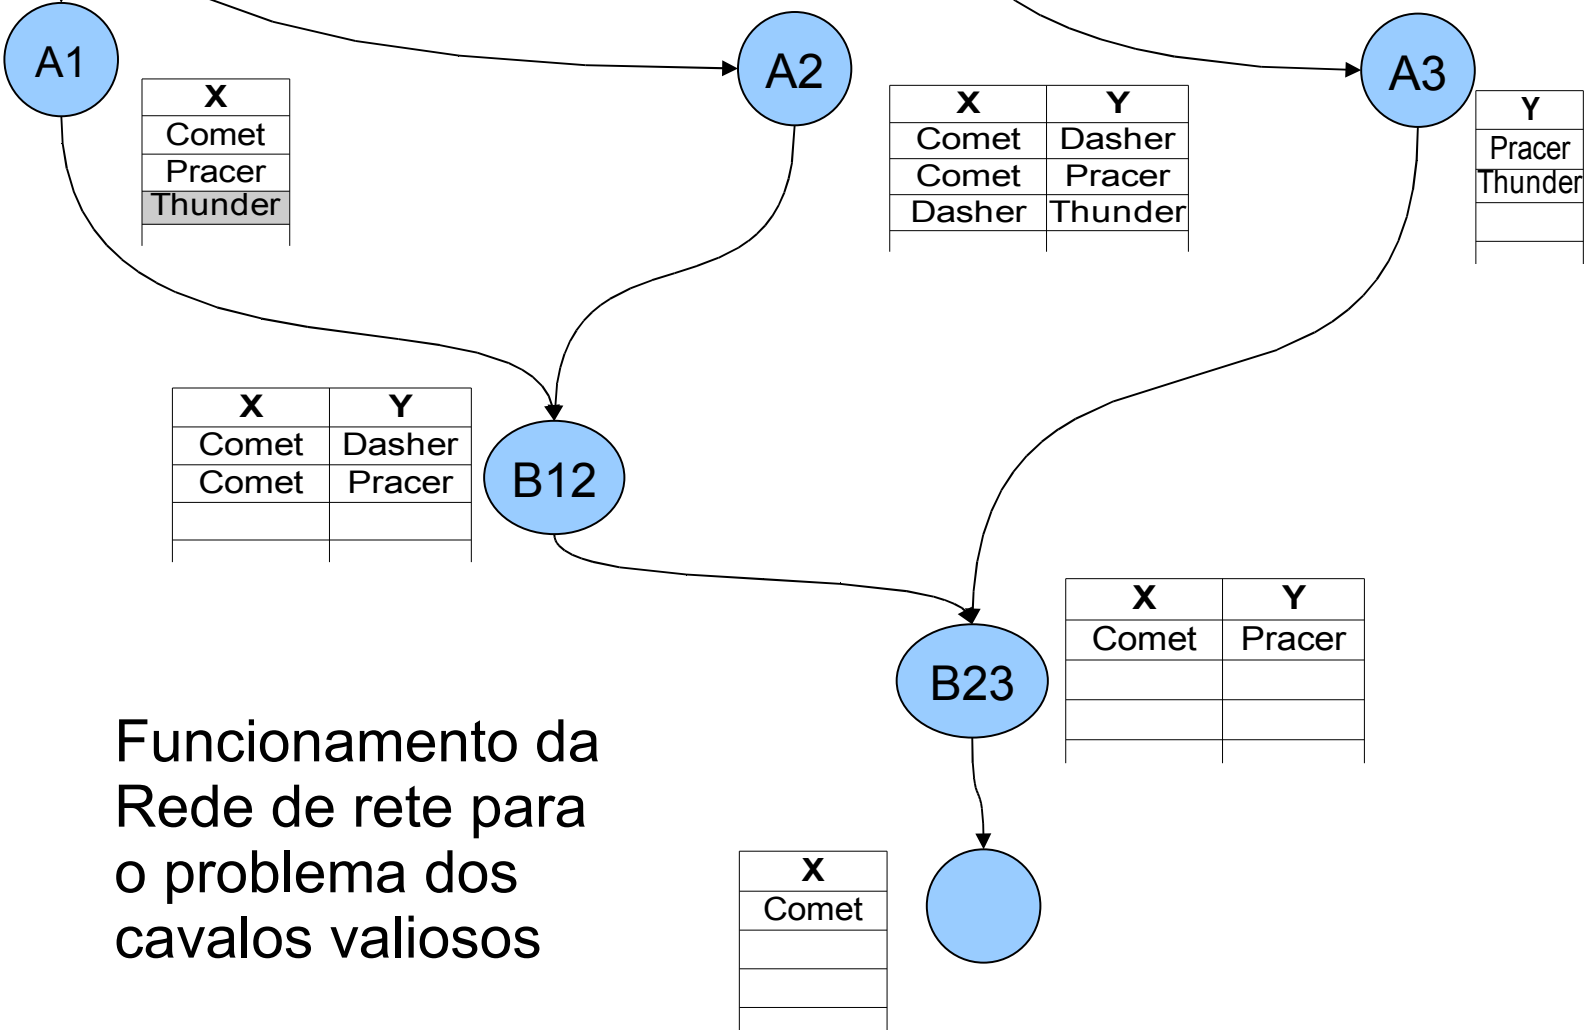 A1
A2
A3
X
Comet
Pracer
Thunder
X Y
Comet Dasher
Comet Pracer
Dasher Thunder
Y
Pracer
Thunder
X Y
Comet Dasher
Comet Pracer
B12
B23
X Y
Comet Pracer
Funcionamento da
Rede de rete para
o problema dos
cavalos valiosos
X
Comet